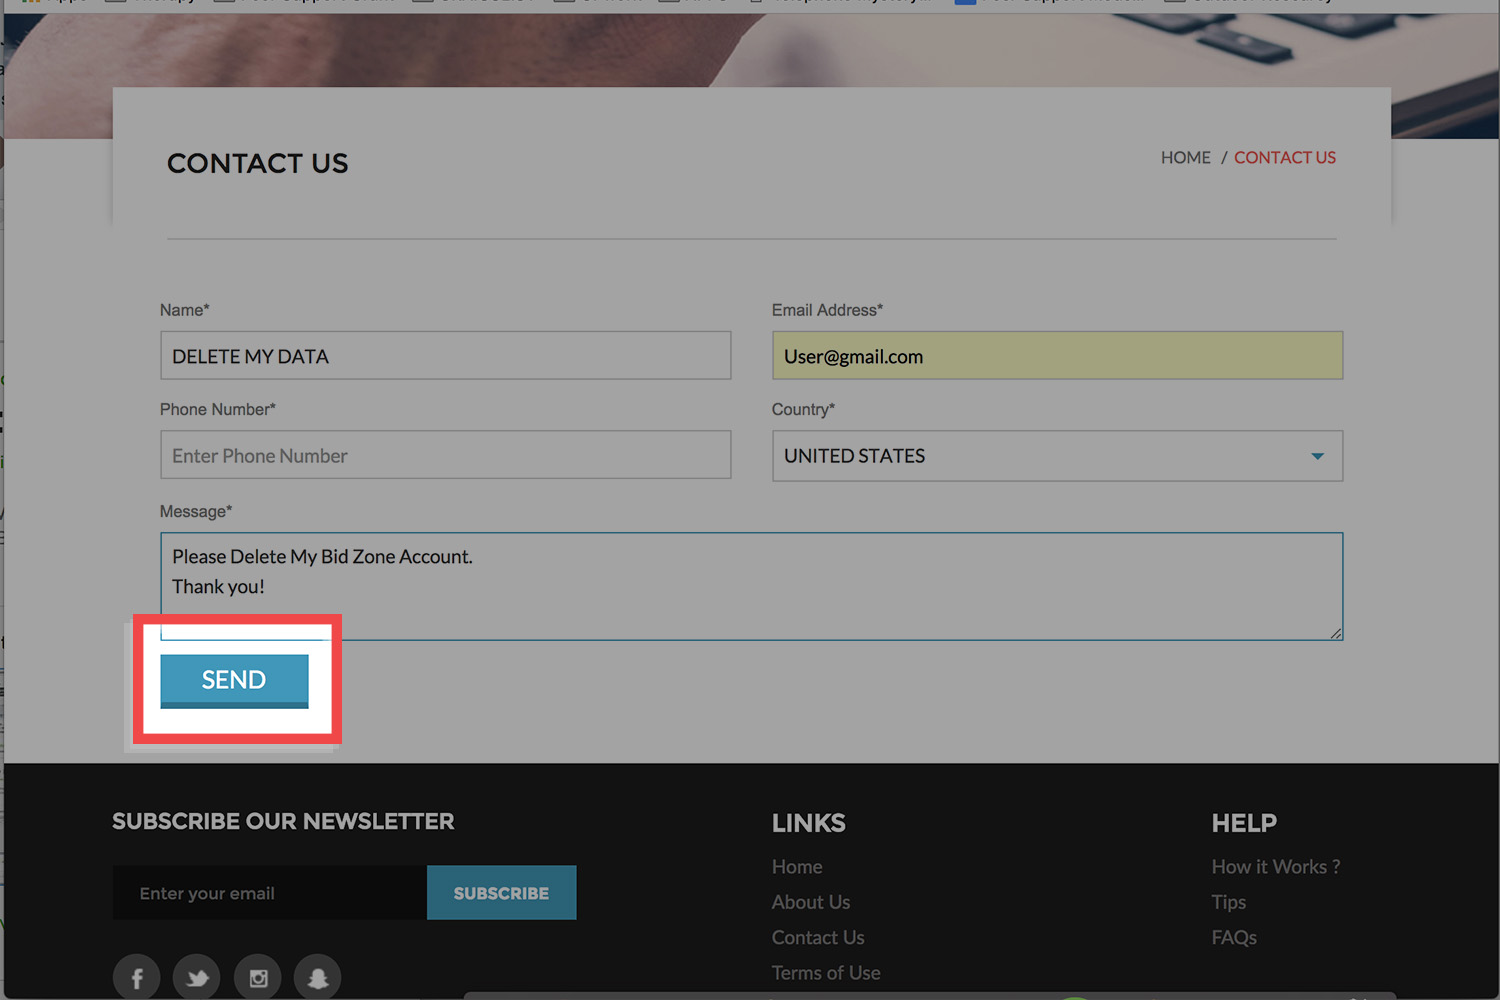 CONTACT US
HOME / CONTACT US
Name*
Email Address*
DELETE MY DATA
User@gmail.com
Phone Number*
Country*
Enter Phone Number
UNITED STATES
Message*
Please Delete My Bid Zone Account.
Thank you!
SEND
SUBSCRIBE OUR NEWSLETTER
Enter your email
SUBSCRIBE
LINKS
Home
About Us
Contact Us
Terms of Use
HELP
How it Works ?
Tips
FAQs